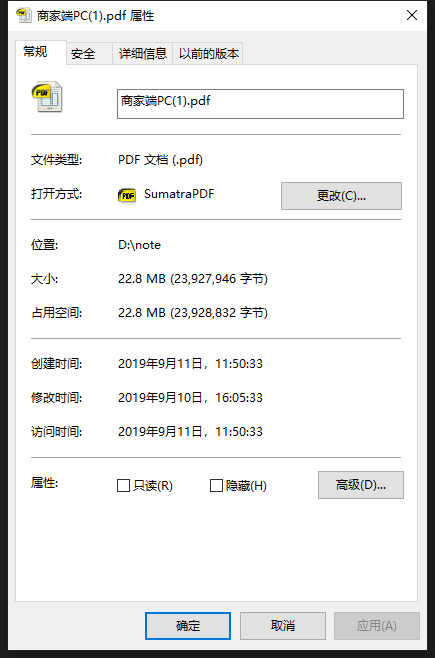 商家端PC(1).pdf 属性
常规 安全 详细信息 以前的版本
PDF
商家端PC(1).pdf
文件类型: PDF 文档 (.pdf)
打开方式: PDF SumatraPDF 更改(C)...
位置: D:\note
大小: 22.8 MB (23,927,946 字节)
占用空间: 22.8 MB (23,928,832 字节)
创建时间: 2019年9月11日，11:50:33
修改时间: 2019年9月10日，16:05:33
访问时间: 2019年9月11日，11:50:33
属性: 只读(R) 隐藏(H) 高级(D)...
确定 取消 应用(A)